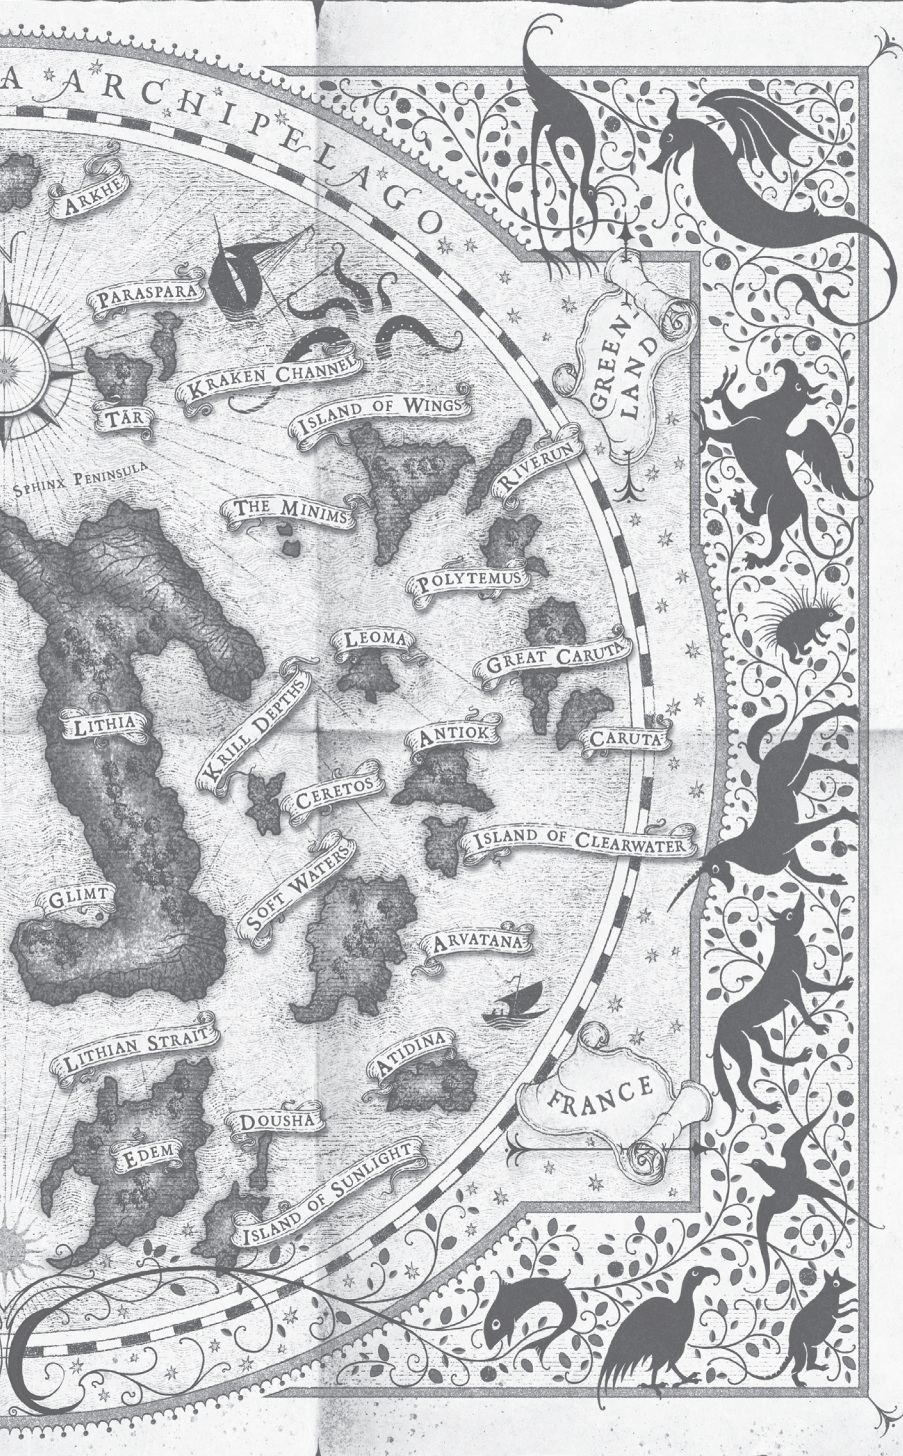 A ARCHIPELAGO
ARKHE
PARASPARA
GREEN-
LAND
KRAKEN CHANNEL
TÁR
ISLAND OF WINGS
RIVERUN
SPHINX PENINSULA
THE MINIMS
POLYTEMUS
LEOMA
GREAT CARUTA
KRILL DEPTHS
LITHIA
ANTIOK
CARUTA
CERETOS
ISLAND OF CLEARWATER
SOFT WATERS
GLIMT
ARVATANA
LITHIAN STRAIT
ATIDINA
FRANCE
DOUSHA
EDEM
ISLAND OF SUNLIGHT